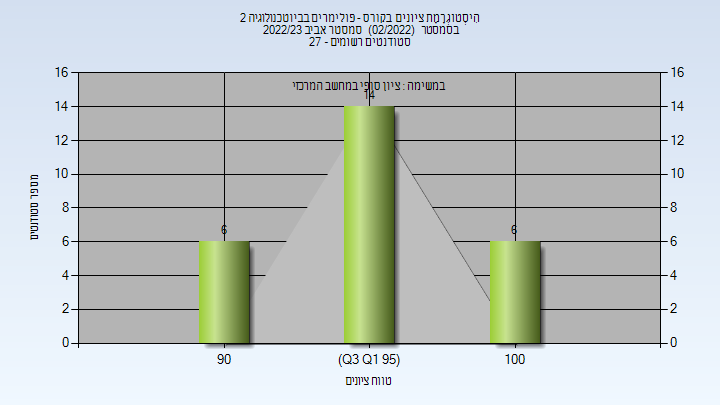 הִיסְטוֹגְרַמַת ציונים בקורס - פולימרים בביוטכנולוגיה 2
בסמסטר (02/2022) סמסטר אביב 2022/23
סטודנטים רשומים - 27
במשימה : ציון סופי במחשב המרכזי
מספר סטודנטים
16 16
14 14
12 12
10 10
8 8
6 6
4 4
2 2
0 0
6 14 6
90 (Q3 Q1 95) 100
טווח ציונים